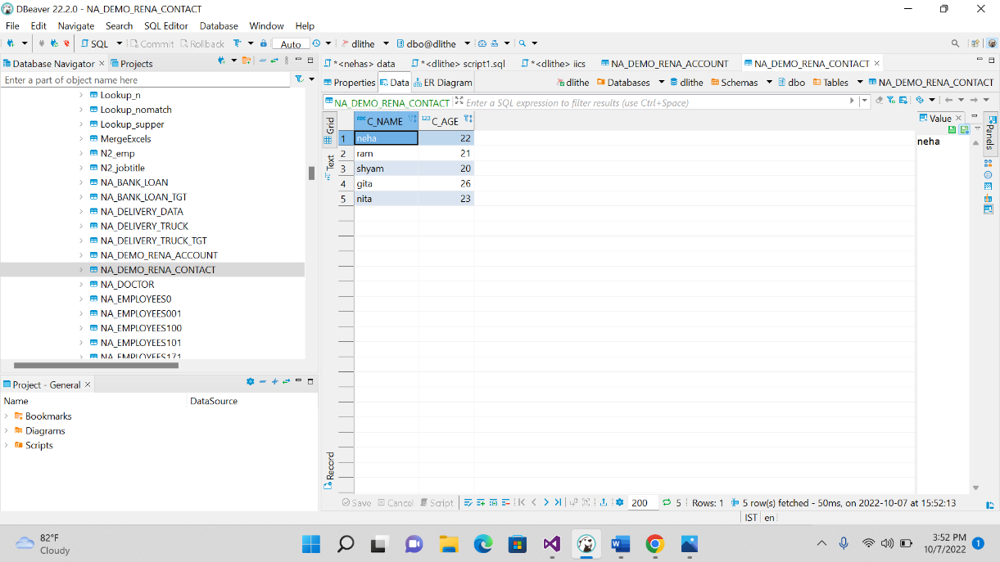 DBeaver 22.2.0 - NA_DEMO_RENA_CONTACT
File Edit Navigate Search SQL Editor Database Window Help
SQL Commit Rollback Auto dlithe dbo@dlithe
Database Navigator Projects
Enter a part of object name here
Lookup_n
Lookup_nomatch
Lookup_supper
MergeExcels
N2_emp
N2_jobtitle
NA_BANK_LOAN
NA_BANK_LOAN_TGT
NA_DELIVERY_DATA
NA_DELIVERY_TRUCK
NA_DELIVERY_TRUCK_TGT
NA_DEMO_RENA_ACCOUNT
NA_DEMO_RENA_CONTACT
NA_DOCTOR
NA_EMPLOYEES0
NA_EMPLOYEES001
NA_EMPLOYEES100
NA_EMPLOYEES101
NA_EMPLOYEES171
Project - General
Name DataSource
Bookmarks
Diagrams
Scripts
*<nehas> data *<dlithe> script1.sql *<dlithe> iics NA_DEMO_RENA_ACCOUNT NA_DEMO_RENA_CONTACT
Properties Data ER Diagram dlithe Databases dlithe Schemas dbo Tables NA_DEMO_RENA_CONTACT
NA_DEMO_RENA_CONTACT Enter a SQL expression to filter results (use Ctrl+Space)
Grid
Text
Record
ABC C_NAME 123 C_AGE
1 neha 22
2 ram 21
3 shyam 20
4 gita 26
5 nita 23
Value
neha
Panels
Save Cancel Script 200 5 Rows: 1 5 row(s) fetched - 50ms, on 2022-10-07 at 15:52:13
IST en
82°F
Cloudy
3:52 PM
10/7/2022
1